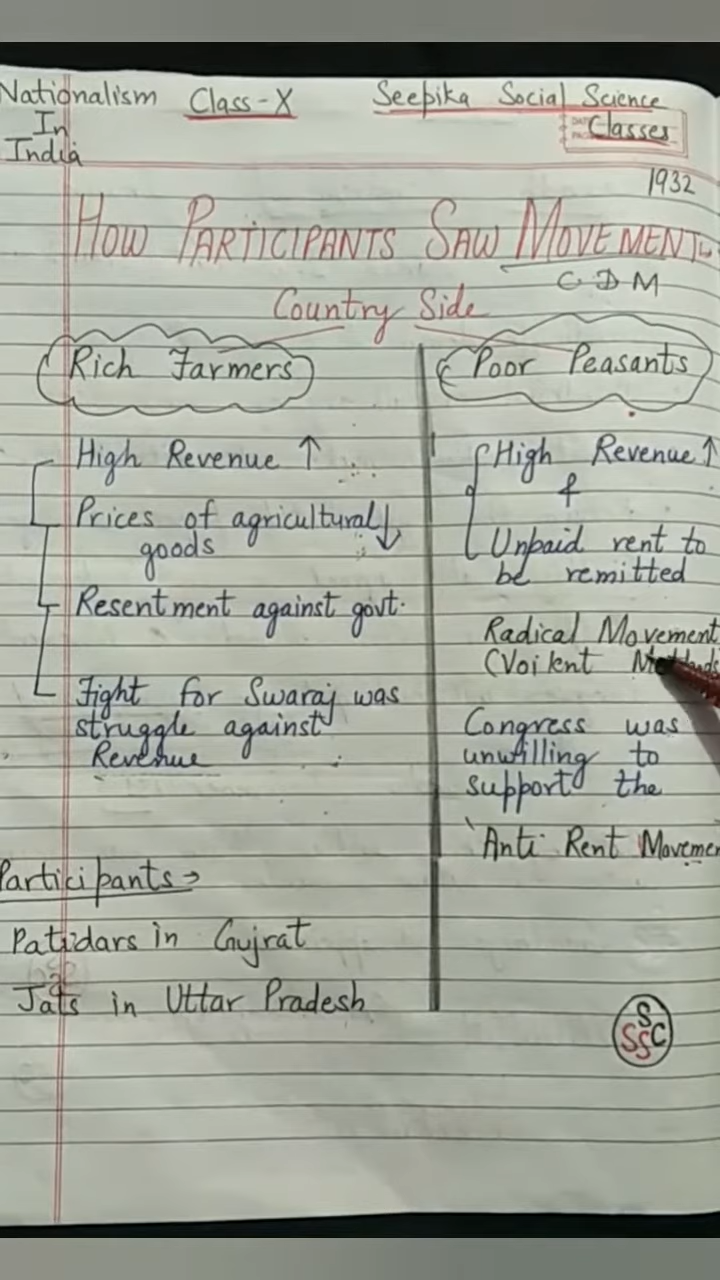 Nationalism Class-X Seepika Social Science
In Classes
India
1932
HOW PARTICIPANTS SAW MOVEMENT
C D M
Country Side
Rich Farmers
High Revenue ↑
Prices of agricultural ↓
goods
Resentment against govt.
Fight for Swaraj was
struggle against
Revenue
Participants →
Patidars in Gujrat
Jats in Uttar Pradesh
Poor Peasants
High Revenue ↑
&
Unpaid rent to
be remitted
Radical Movement
(Voilent
Congress was
unwilling to
support the
'Anti Rent Movemen
S
SSC